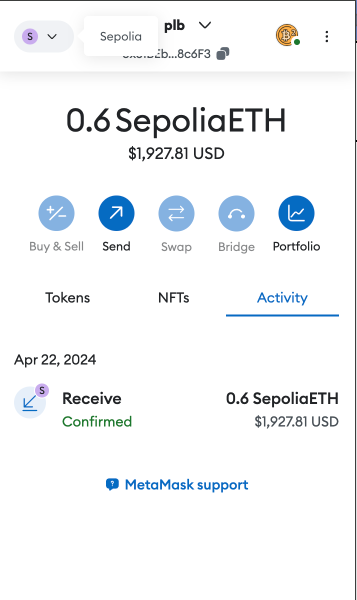 S
Sepolia
plb
8c6F3
0.6 SepoliaETH
$1,927.81 USD
Buy & Sell
Send
Swap
Bridge
Portfolio
Tokens
NFTs
Activity
Apr 22, 2024
S
Receive
0.6 SepoliaETH
Confirmed
$1,927.81 USD
MetaMask support